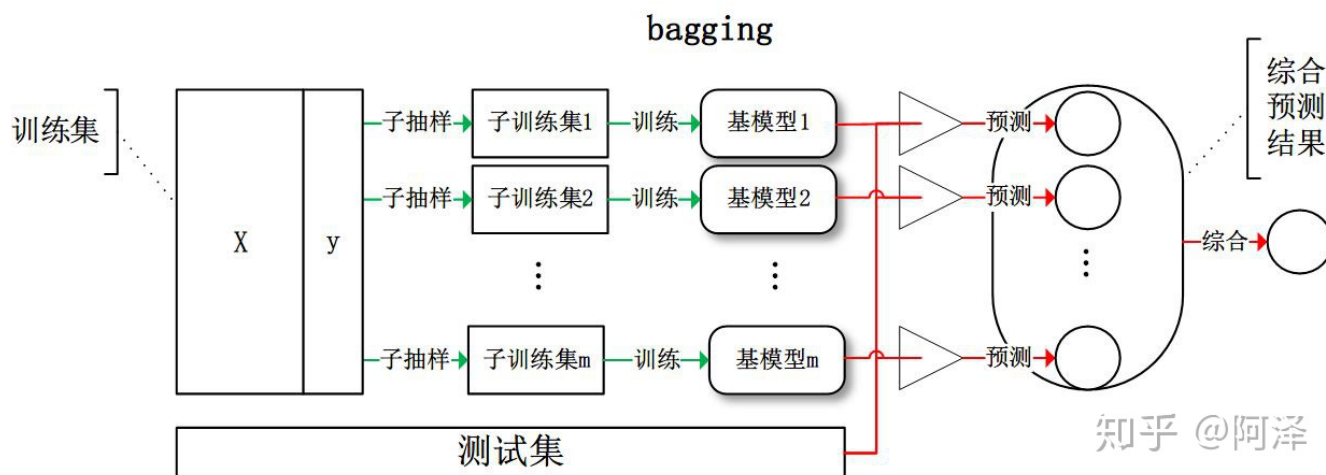 bagging
训练集
X
y
子抽样
子训练集1
训练
基模型1
预测
子抽样
子训练集2
训练
基模型2
预测
子抽样
子训练集m
训练
基模型m
预测
综合
预测
结果
综合
测试集
知乎 @阿泽